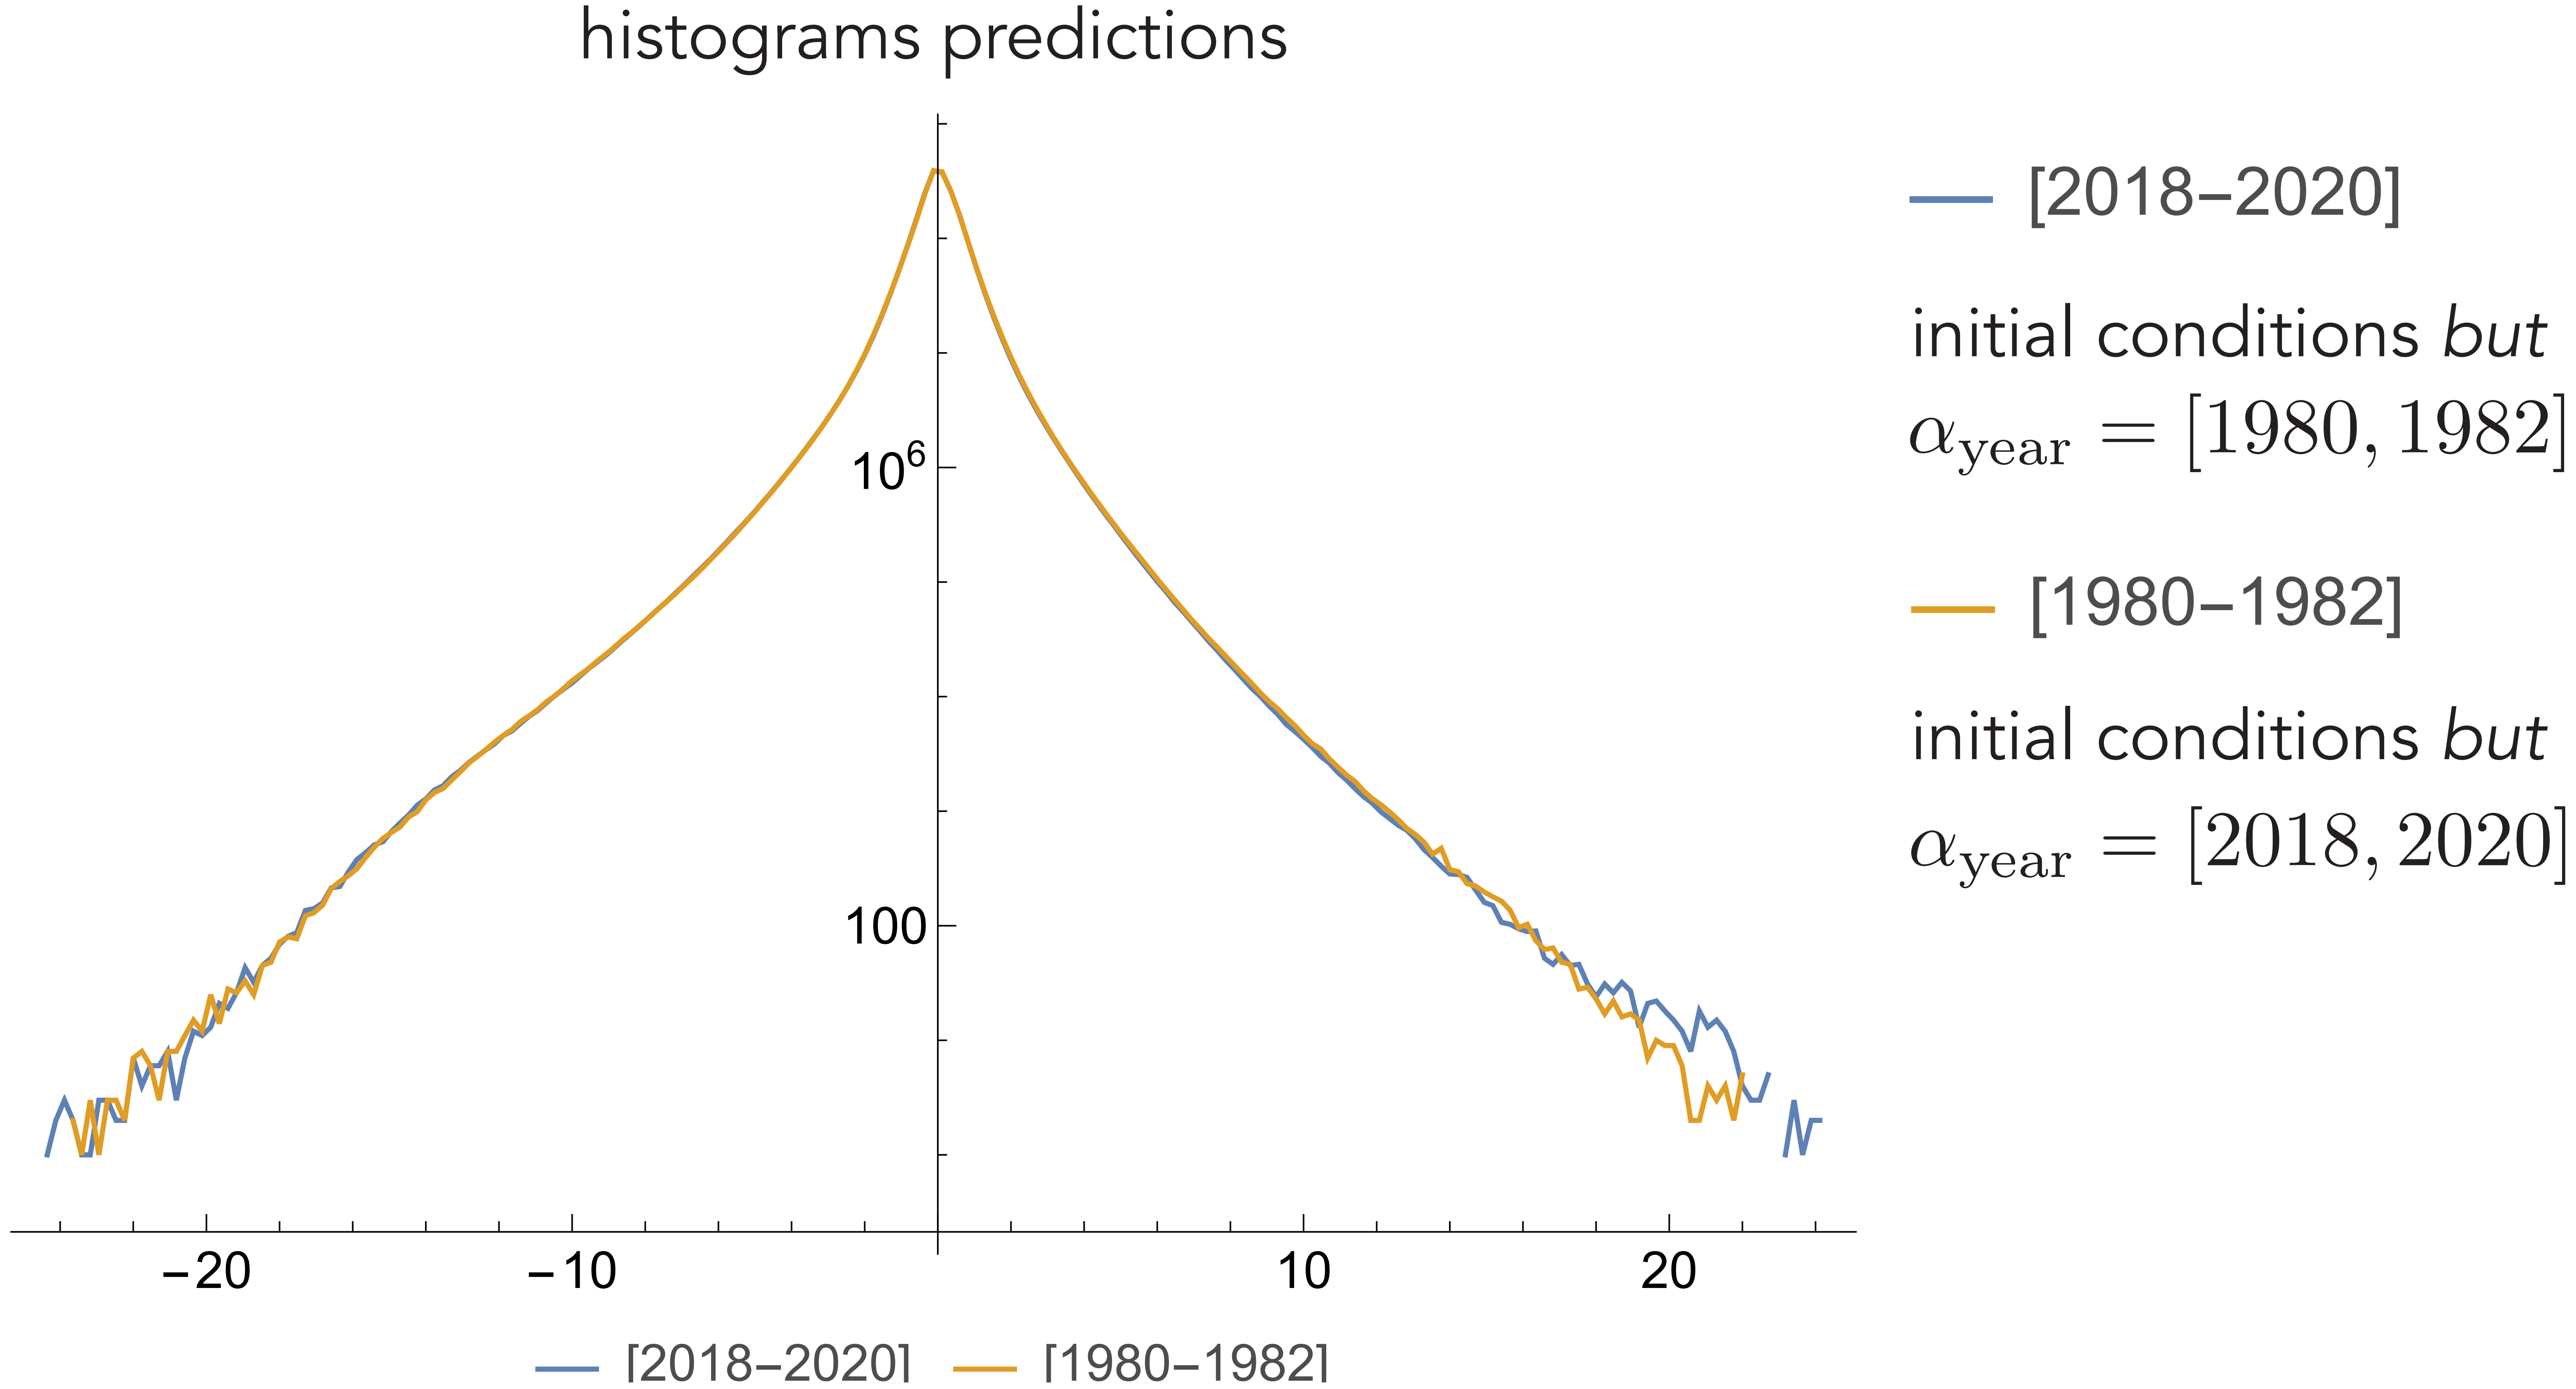 histograms predictions
[2018–2020]
initial conditions but
α_year = [1980, 1982]
[1980–1982]
initial conditions but
α_year = [2018, 2020]
10^6
100
−20 −10 10 20
[2018–2020] [1980–1982]